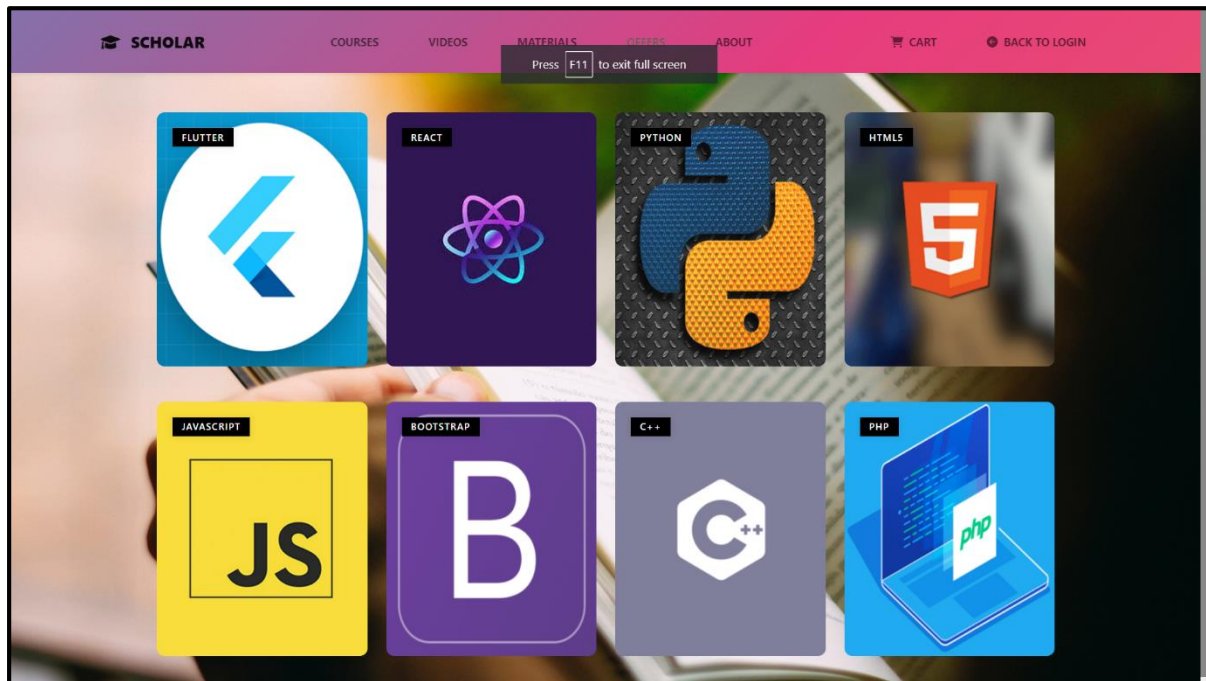 SCHOLAR COURSES VIDEOS MATERIALS OFFERS ABOUT CART BACK TO LOGIN
Press F11 to exit full screen
FLUTTER REACT PYTHON HTML5
5
JAVASCRIPT BOOTSTRAP C++ PHP
JS B C++ php